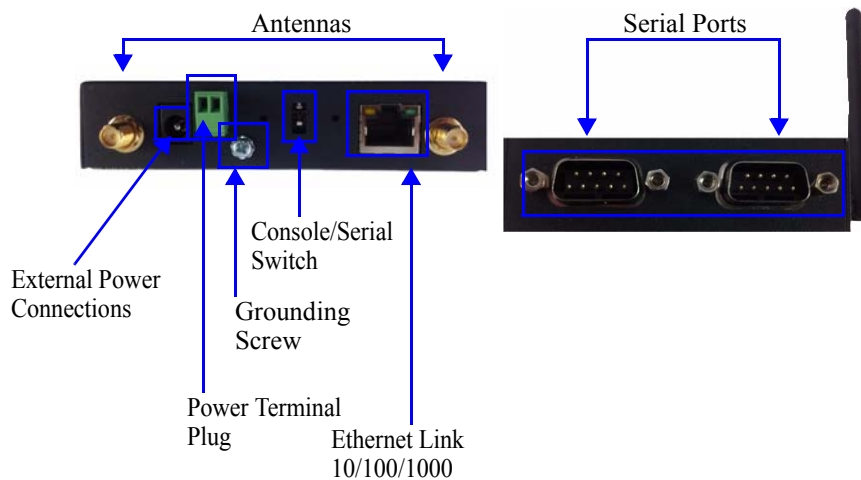 Antennas
Serial Ports
Console/Serial
Switch
External Power
Connections
Grounding
Screw
Power Terminal
Plug
Ethernet Link
10/100/1000